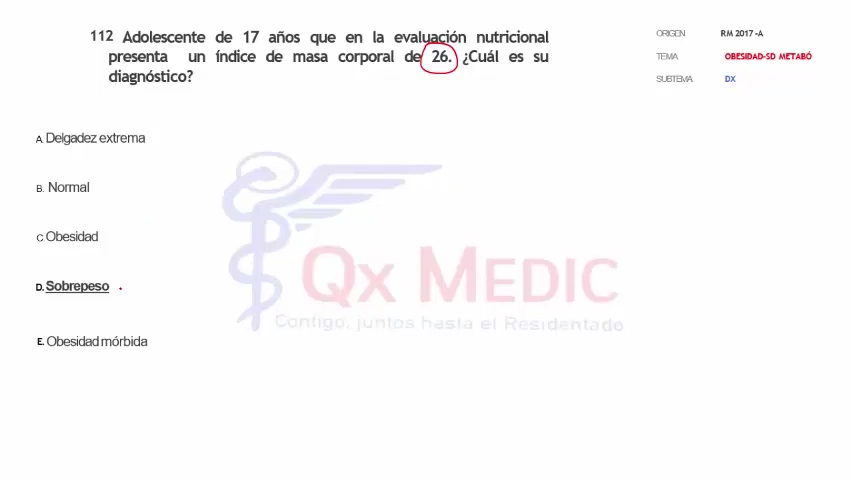 112 Adolescente de 17 años que en la evaluación nutricional
presenta un índice de masa corporal de 26. ¿Cuál es su
diagnóstico?
ORIGEN RM 2017 -A
TEMA OBESIDAD-SD METABÓ
SUBTEMA DX
A. Delgadez extrema
B. Normal
C. Obesidad
D. Sobrepeso
E. Obesidad mórbida
Qx MEDIC
Contigo, juntos hasta el Residentado